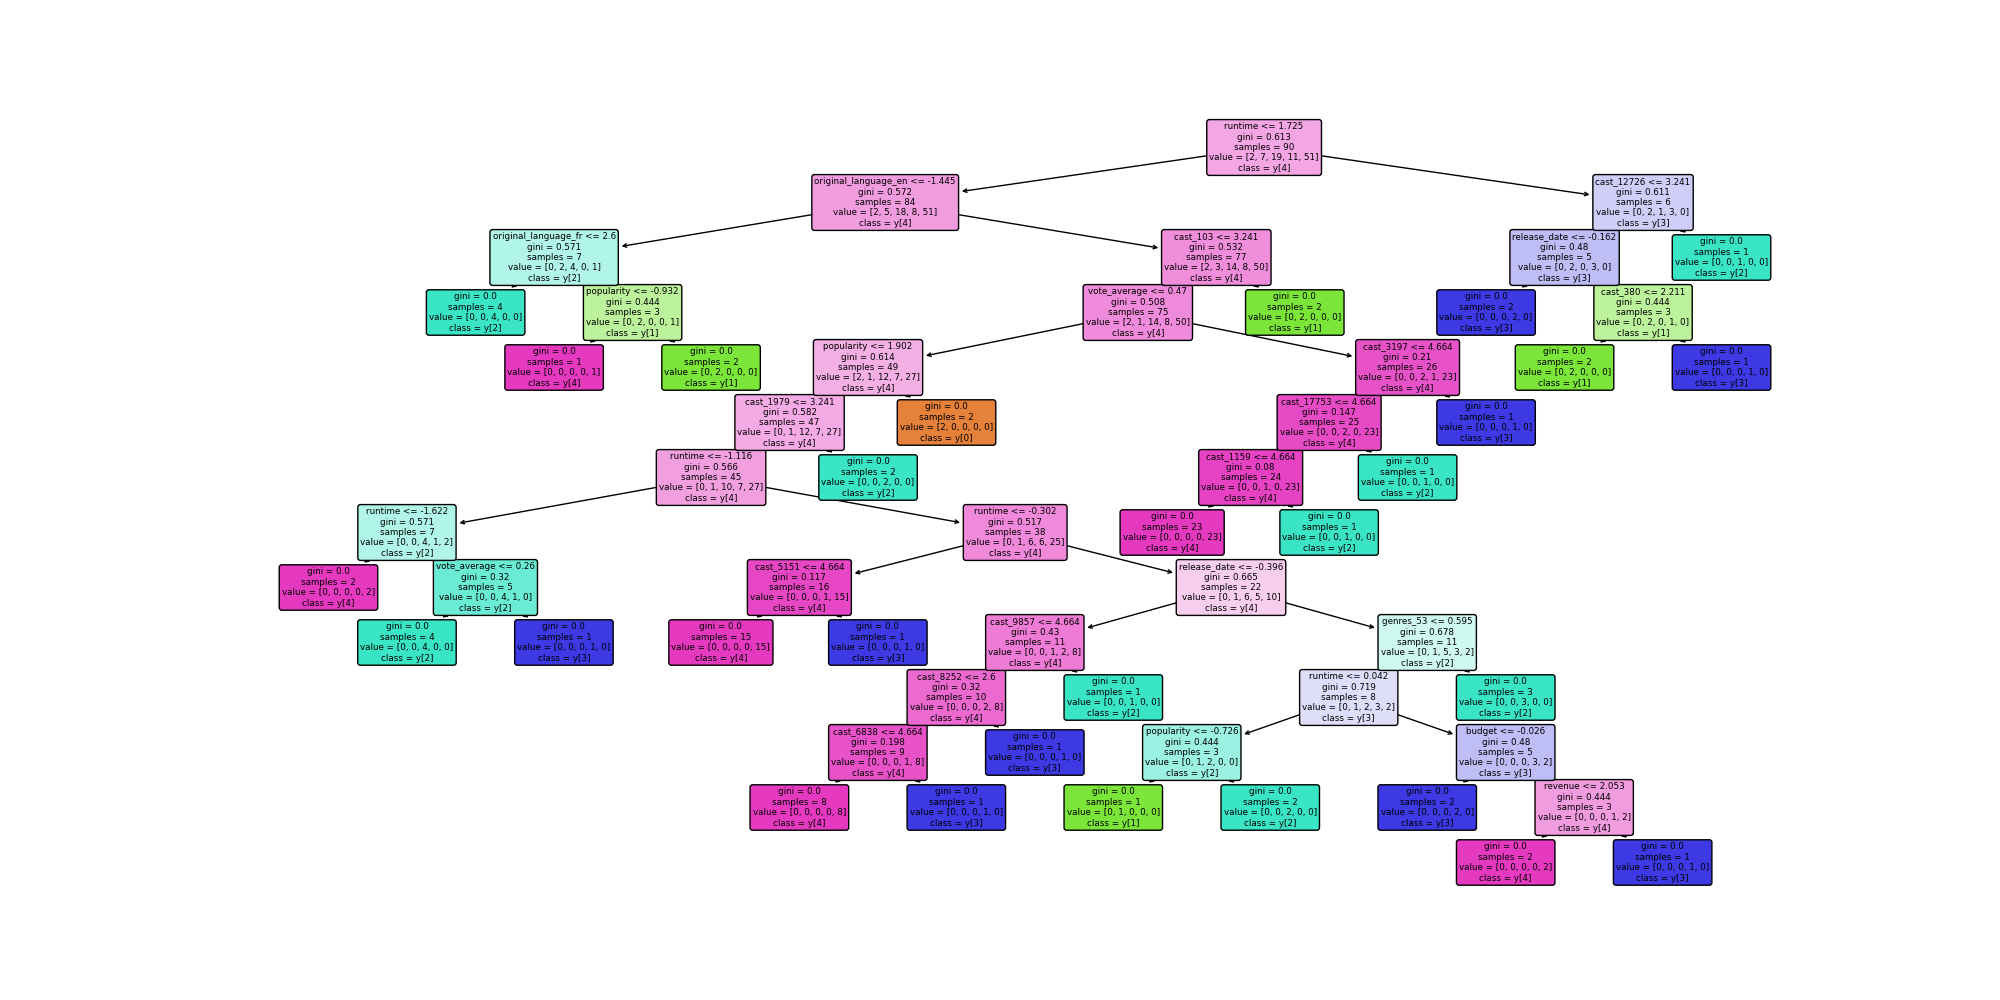 runtime <= 1.725
gini = 0.613
samples = 90
value = [2, 7, 19, 11, 51]
class = y[4]
original_language_en <= -1.445
gini = 0.572
samples = 84
value = [2, 5, 18, 8, 51]
class = y[4]
cast_12726 <= 3.241
gini = 0.611
samples = 6
value = [0, 2, 1, 3, 0]
class = y[3]
original_language_fr <= 2.6
gini = 0.571
samples = 7
value = [0, 2, 4, 0, 1]
class = y[2]
cast_103 <= 3.241
gini = 0.532
samples = 77
value = [2, 3, 14, 8, 50]
class = y[4]
release_date <= -0.162
gini = 0.48
samples = 5
value = [0, 2, 0, 3, 0]
class = y[3]
gini = 0.0
samples = 1
value = [0, 0, 1, 0, 0]
class = y[2]
gini = 0.0
samples = 4
value = [0, 0, 4, 0, 0]
class = y[2]
popularity <= -0.932
gini = 0.444
samples = 3
value = [0, 2, 0, 0, 1]
class = y[1]
vote_average <= 0.47
gini = 0.508
samples = 75
value = [2, 1, 14, 8, 50]
class = y[4]
gini = 0.0
samples = 2
value = [0, 2, 0, 0, 0]
class = y[1]
gini = 0.0
samples = 2
value = [0, 0, 0, 2, 0]
class = y[3]
cast_380 <= 2.211
gini = 0.444
samples = 3
value = [0, 2, 0, 1, 0]
class = y[1]
gini = 0.0
samples = 1
value = [0, 0, 0, 0, 1]
class = y[4]
gini = 0.0
samples = 2
value = [0, 2, 0, 0, 0]
class = y[1]
popularity <= 1.902
gini = 0.614
samples = 49
value = [2, 1, 12, 7, 27]
class = y[4]
cast_3197 <= 4.664
gini = 0.21
samples = 26
value = [0, 0, 2, 1, 23]
class = y[4]
gini = 0.0
samples = 2
value = [0, 2, 0, 0, 0]
class = y[1]
gini = 0.0
samples = 1
value = [0, 0, 0, 1, 0]
class = y[3]
cast_1979 <= 3.241
gini = 0.582
samples = 47
value = [0, 1, 12, 7, 27]
class = y[4]
gini = 0.0
samples = 2
value = [2, 0, 0, 0, 0]
class = y[0]
cast_17753 <= 4.664
gini = 0.147
samples = 25
value = [0, 0, 2, 0, 23]
class = y[4]
gini = 0.0
samples = 1
value = [0, 0, 0, 1, 0]
class = y[3]
runtime <= -1.116
gini = 0.566
samples = 45
value = [0, 1, 10, 7, 27]
class = y[4]
gini = 0.0
samples = 2
value = [0, 0, 2, 0, 0]
class = y[2]
cast_1159 <= 4.664
gini = 0.08
samples = 24
value = [0, 0, 1, 0, 23]
class = y[4]
gini = 0.0
samples = 1
value = [0, 0, 1, 0, 0]
class = y[2]
runtime <= -1.622
gini = 0.571
samples = 7
value = [0, 0, 4, 1, 2]
class = y[2]
runtime <= -0.302
gini = 0.517
samples = 38
value = [0, 1, 6, 6, 25]
class = y[4]
gini = 0.0
samples = 23
value = [0, 0, 0, 0, 23]
class = y[4]
gini = 0.0
samples = 1
value = [0, 0, 1, 0, 0]
class = y[2]
gini = 0.0
samples = 2
value = [0, 0, 0, 0, 2]
class = y[4]
vote_average <= 0.26
gini = 0.32
samples = 5
value = [0, 0, 4, 1, 0]
class = y[2]
cast_5151 <= 4.664
gini = 0.117
samples = 16
value = [0, 0, 0, 1, 15]
class = y[4]
release_date <= -0.396
gini = 0.665
samples = 22
value = [0, 1, 6, 5, 10]
class = y[4]
gini = 0.0
samples = 4
value = [0, 0, 4, 0, 0]
class = y[2]
gini = 0.0
samples = 1
value = [0, 0, 0, 1, 0]
class = y[3]
gini = 0.0
samples = 15
value = [0, 0, 0, 0, 15]
class = y[4]
gini = 0.0
samples = 1
value = [0, 0, 0, 1, 0]
class = y[3]
cast_9857 <= 4.664
gini = 0.43
samples = 11
value = [0, 0, 1, 2, 8]
class = y[4]
genres_53 <= 0.595
gini = 0.678
samples = 11
value = [0, 1, 5, 3, 2]
class = y[2]
cast_8252 <= 2.6
gini = 0.32
samples = 10
value = [0, 0, 0, 2, 8]
class = y[4]
gini = 0.0
samples = 1
value = [0, 0, 1, 0, 0]
class = y[2]
runtime <= 0.042
gini = 0.719
samples = 8
value = [0, 1, 2, 3, 2]
class = y[3]
gini = 0.0
samples = 3
value = [0, 0, 3, 0, 0]
class = y[2]
cast_6838 <= 4.664
gini = 0.198
samples = 9
value = [0, 0, 0, 1, 8]
class = y[4]
gini = 0.0
samples = 1
value = [0, 0, 0, 1, 0]
class = y[3]
popularity <= -0.726
gini = 0.444
samples = 3
value = [0, 1, 2, 0, 0]
class = y[2]
budget <= -0.026
gini = 0.48
samples = 5
value = [0, 0, 0, 3, 2]
class = y[3]
gini = 0.0
samples = 8
value = [0, 0, 0, 0, 8]
class = y[4]
gini = 0.0
samples = 1
value = [0, 0, 0, 1, 0]
class = y[3]
gini = 0.0
samples = 1
value = [0, 1, 0, 0, 0]
class = y[1]
gini = 0.0
samples = 2
value = [0, 0, 2, 0, 0]
class = y[2]
gini = 0.0
samples = 2
value = [0, 0, 0, 2, 0]
class = y[3]
revenue <= 2.053
gini = 0.444
samples = 3
value = [0, 0, 0, 1, 2]
class = y[4]
gini = 0.0
samples = 2
value = [0, 0, 0, 0, 2]
class = y[4]
gini = 0.0
samples = 1
value = [0, 0, 0, 1, 0]
class = y[3]